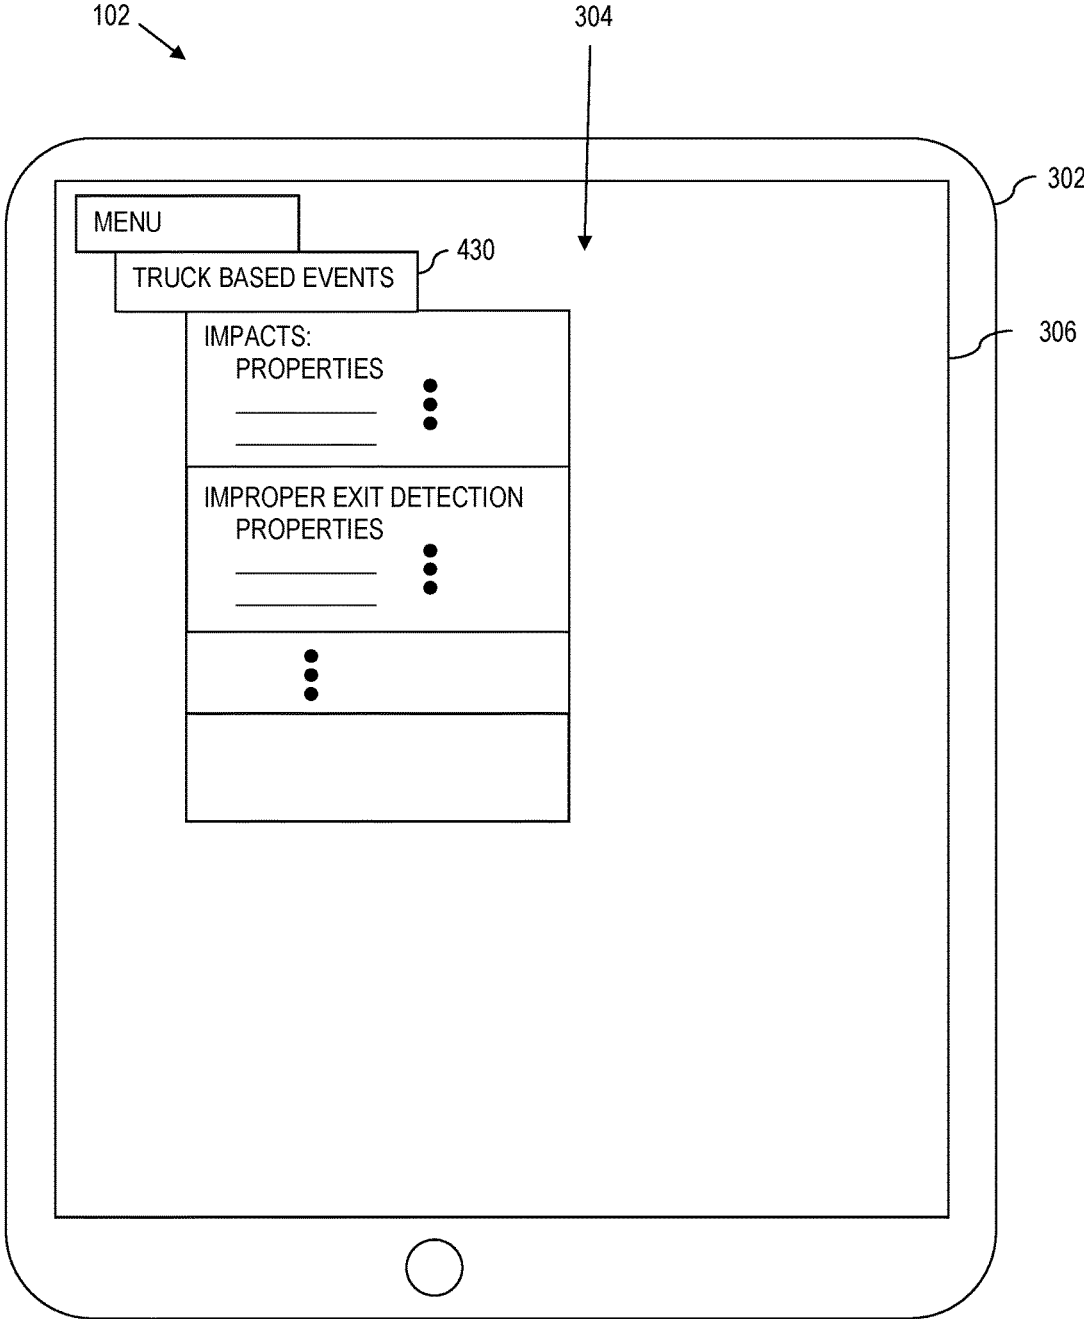 102
304
302
MENU
430
TRUCK BASED EVENTS
306
IMPACTS:
PROPERTIES
IMPROPER EXIT DETECTION
PROPERTIES